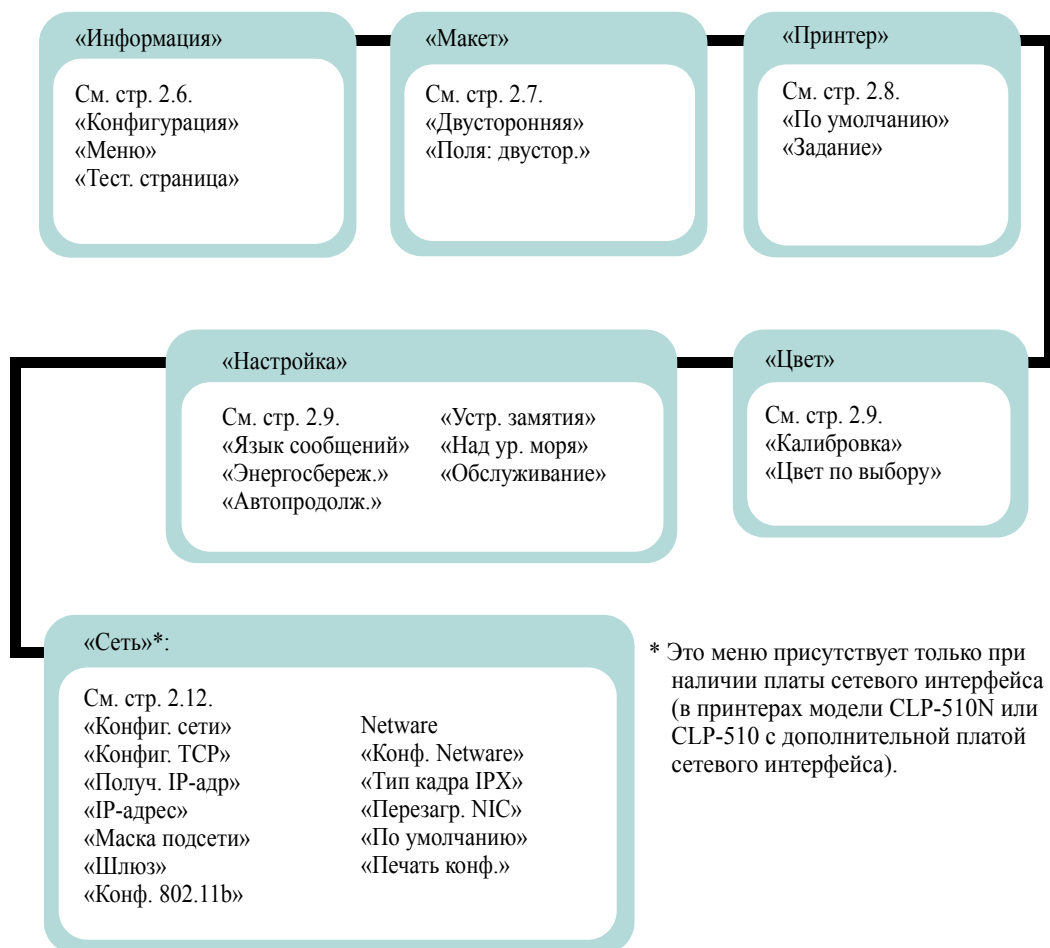 «Информация»
См. стр. 2.6.
«Конфигурация»
«Меню»
«Тест. страница»
«Макет»
См. стр. 2.7.
«Двусторонняя»
«Поля: двустор.»
«Принтер»
См. стр. 2.8.
«По умолчанию»
«Задание»
«Цвет»
См. стр. 2.9.
«Калибровка»
«Цвет по выбору»
«Настройка»
См. стр. 2.9.
«Язык сообщений»
«Энергосбереж.»
«Автопродолж.»
«Устр. замятия»
«Над ур. моря»
«Обслуживание»
«Сеть»*:
См. стр. 2.12.
«Конфиг. сети»
«Конфиг. TCP»
«Получ. IP-адр»
«IP-адрес»
«Маска подсети»
«Шлюз»
«Конф. 802.11b»
Netware
«Конф. Netware»
«Тип кадра IPX»
«Перезагр. NIC»
«По умолчанию»
«Печать конф.»
* Это меню присутствует только при
наличии платы сетевого интерфейса
(в принтерах модели CLP-510N или
CLP-510 с дополнительной платой
сетевого интерфейса).